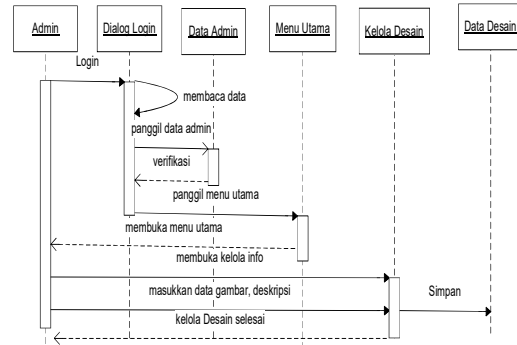 Admin
Dialog Login
Data Admin
Menu Utama
Kelola Desain
Data Desain
Login
membaca data
panggil data admin
verifikasi
panggil menu utama
membuka menu utama
membuka kelola info
masukkan data gambar, deskripsi
Simpan
kelola Desain selesai